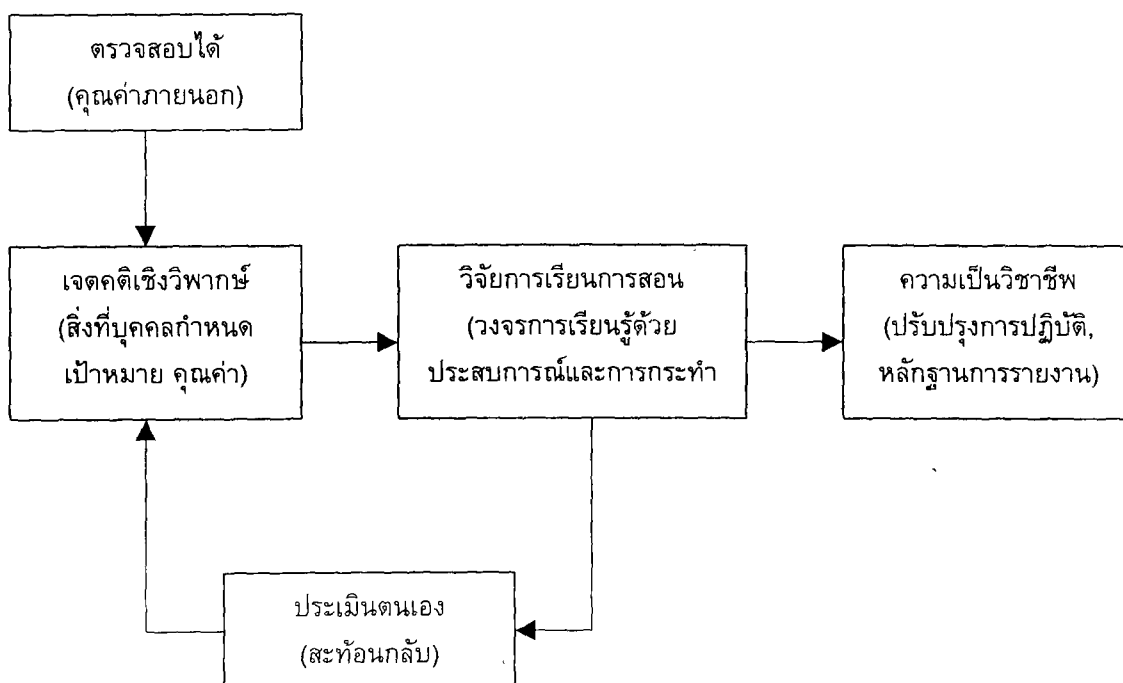 ตรวจสอบได้
(คุณค่าภายนอก)
เจตคติเชิงวิพากษ์
(สิ่งที่บุคคลกำหนด
เป้าหมาย คุณค่า)
วิจัยการเรียนการสอน
(วงจรการเรียนรู้ด้วย
ประสบการณ์และการกระทำ
ความเป็นวิชาชีพ
(ปรับปรุงการปฏิบัติ,
หลักฐานการรายงาน)
ประเมินตนเอง
(สะท้อนกลับ)